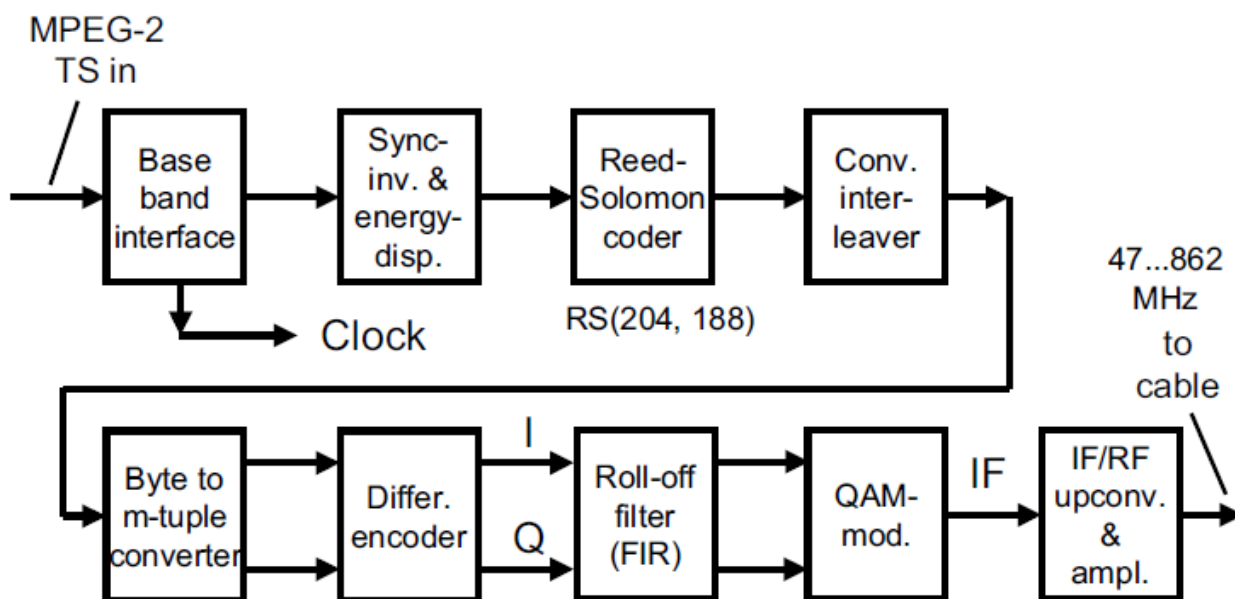 MPEG-2
TS in
Base
band
interface
Sync-
inv. &
energy-
disp.
Reed-
Solomon
coder
Conv.
inter-
leaver
RS(204, 188)
Clock
47...862
MHz
to
cable
Byte to
m-tuple
converter
Differ.
encoder
I
Q
Roll-off
filter
(FIR)
QAM-
mod.
IF
IF/RF
upconv.
&
ampl.